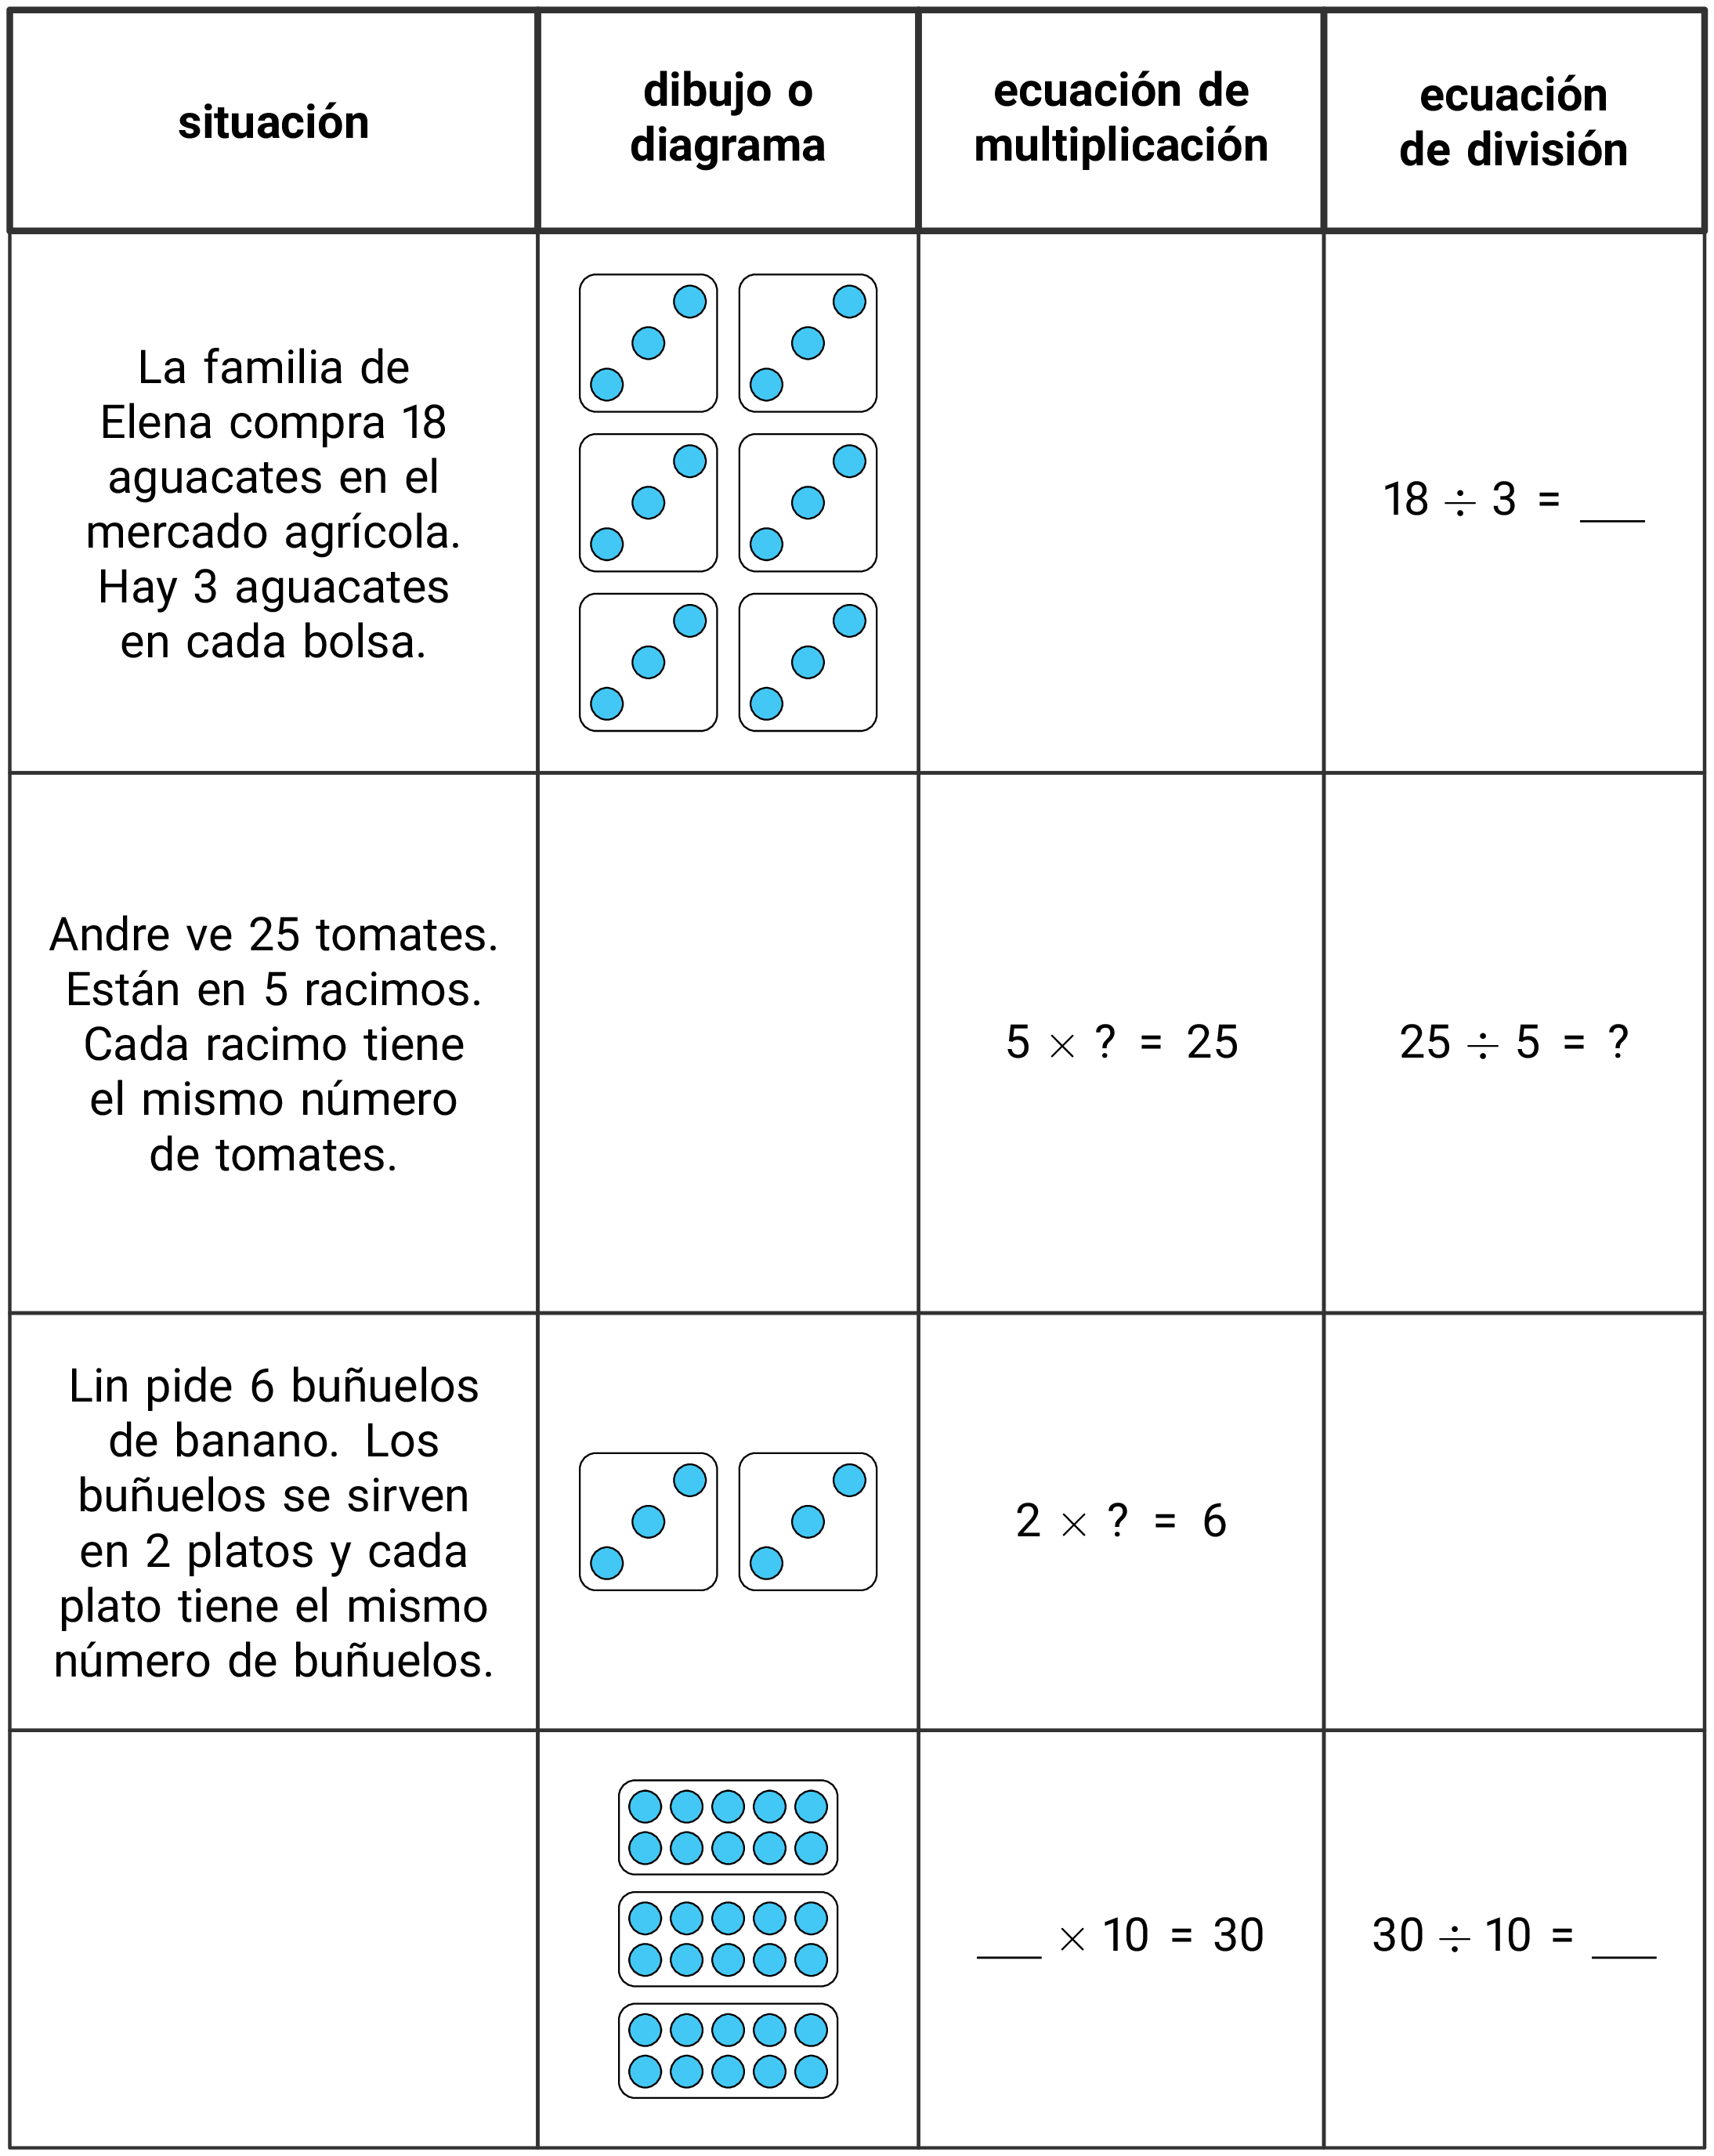 situación
dibujo o
diagrama
ecuación de
multiplicación
ecuación
de división
La familia de
Elena compra 18
aguacates en el
mercado agrícola.
Hay 3 aguacates
en cada bolsa.
18 ÷ 3 = ___
Andre ve 25 tomates.
Están en 5 racimos.
Cada racimo tiene
el mismo número
de tomates.
5 × ? = 25
25 ÷ 5 = ?
Lin pide 6 buñuelos
de banano. Los
buñuelos se sirven
en 2 platos y cada
plato tiene el mismo
número de buñuelos.
2 × ? = 6
___ × 10 = 30
30 ÷ 10 = ___